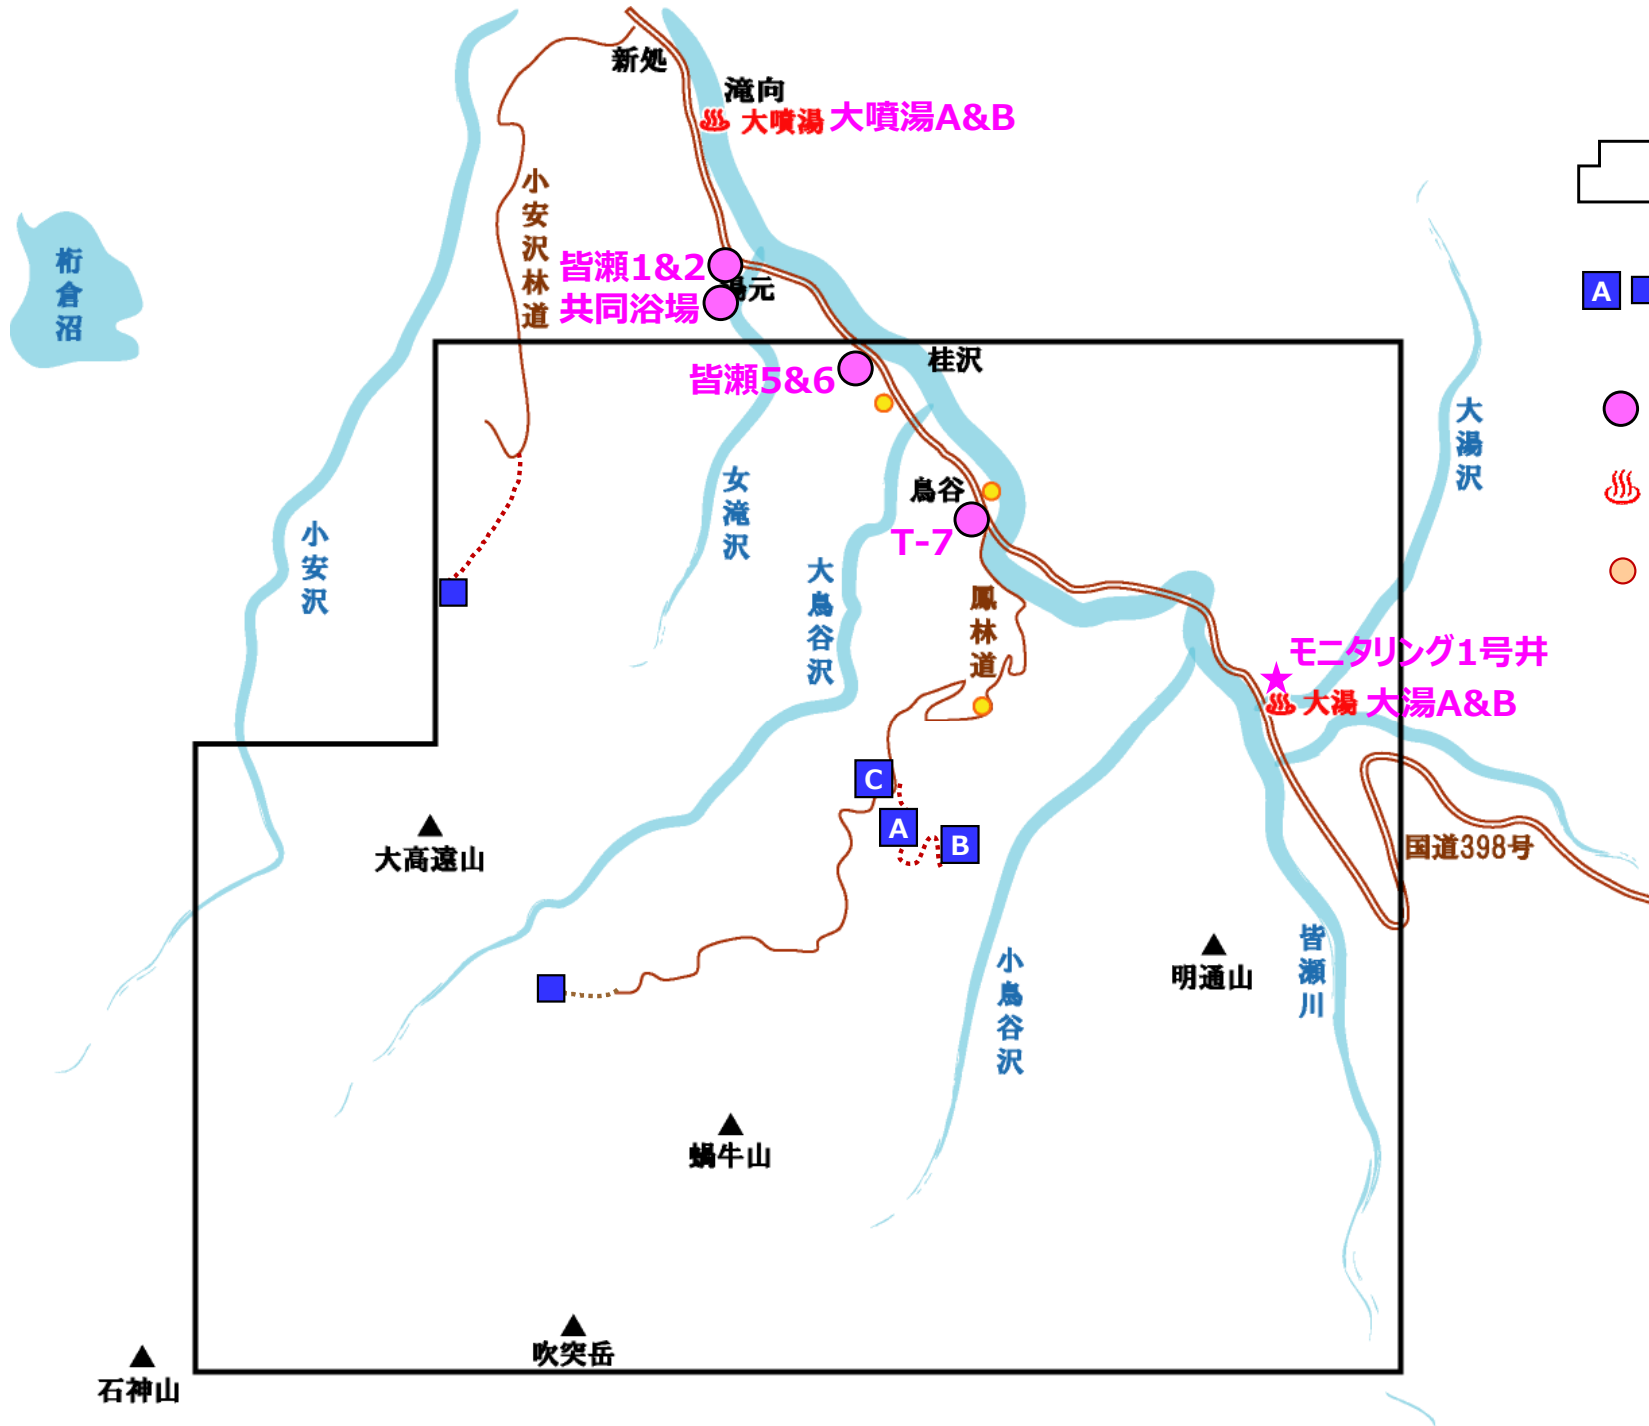 新処
滝向
大噴湯 大噴湯A&B
小安沢林道
桁倉沼
皆瀬1&2
湯元
共同浴場
A
桂沢
皆瀬5&6
大湯沢
女滝沢
鳥谷
T-7
小安沢
大鳥谷沢
鳳林道
モニタリング1号井
大湯 大湯A&B
C
A
B
大高遠山
国道398号
皆瀬川
小鳥谷沢
明通山
蝸牛山
吹突岳
石神山